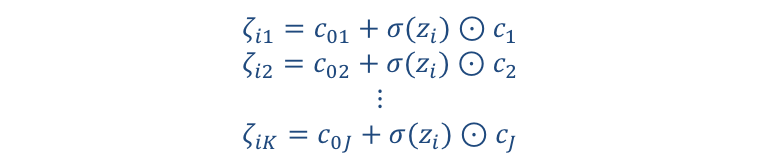 ζ_{i1} = c_{01} + σ(z_i) ⊙ c_1
ζ_{i2} = c_{02} + σ(z_i) ⊙ c_2
⋮
ζ_{iK} = c_{0J} + σ(z_i) ⊙ c_J